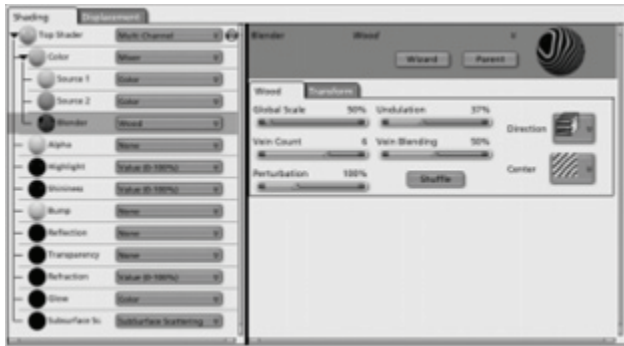 Shading Displacement
Top Shader Multi Channel
Color Mixer
Source 1 Color
Source 2 Color
Blender Wood
Alpha None
Highlight Value (0-100%)
Shininess Value (0-100%)
Bump None
Reflection None
Transparency None
Refraction Value (0-100%)
Glow Color
Subsurface Sc Subsurface Scattering
Blender Wood
Wizard Parent
Wood Transform
Global Scale 50% Undulation 37%
Vein Count 6 Vein Blending 50%
Perturbation 100% Shuffle
Direction
Center